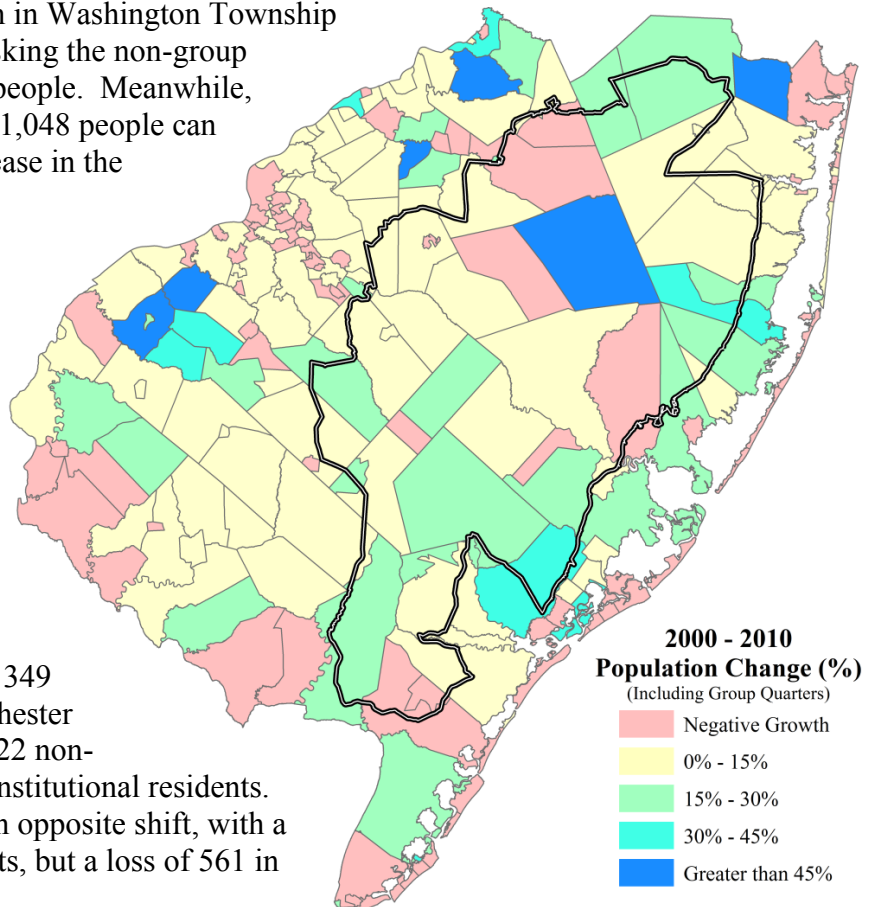 n in Washington Township
king the non-group
people. Meanwhile,
1,048 people can
ease in the
349
hester
22 non-
nstitutional residents.
n opposite shift, with a
ts, but a loss of 561 in
2000 - 2010
Population Change (%)
(Including Group Quarters)
Negative Growth
0% - 15%
15% - 30%
30% - 45%
Greater than 45%